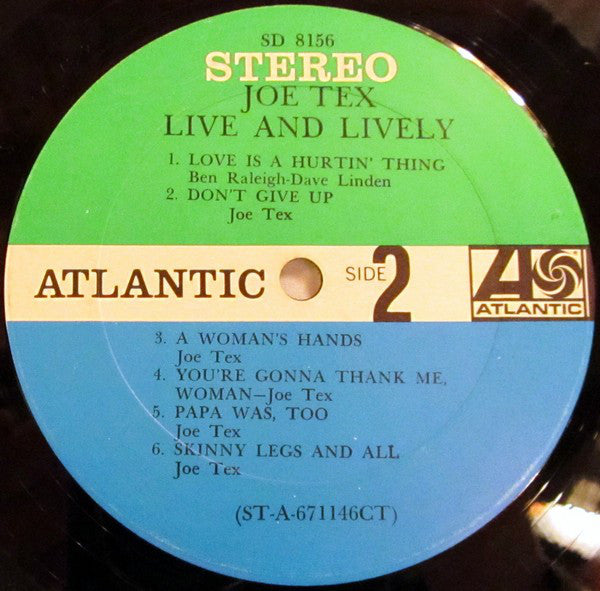 SD 8156
STEREO
JOE TEX
LIVE AND LIVELY
1. LOVE IS A HURTIN' THING
Ben Raleigh-Dave Linden
2. DON'T GIVE UP
Joe Tex
ATLANTIC
SIDE 2
A
ATLANTIC
3. A WOMAN'S HANDS
Joe Tex
4. YOU'RE GONNA THANK ME,
WOMAN—Joe Tex
5. PAPA WAS, TOO
Joe Tex
6. SKINNY LEGS AND ALL
Joe Tex
(ST-A-671146CT)